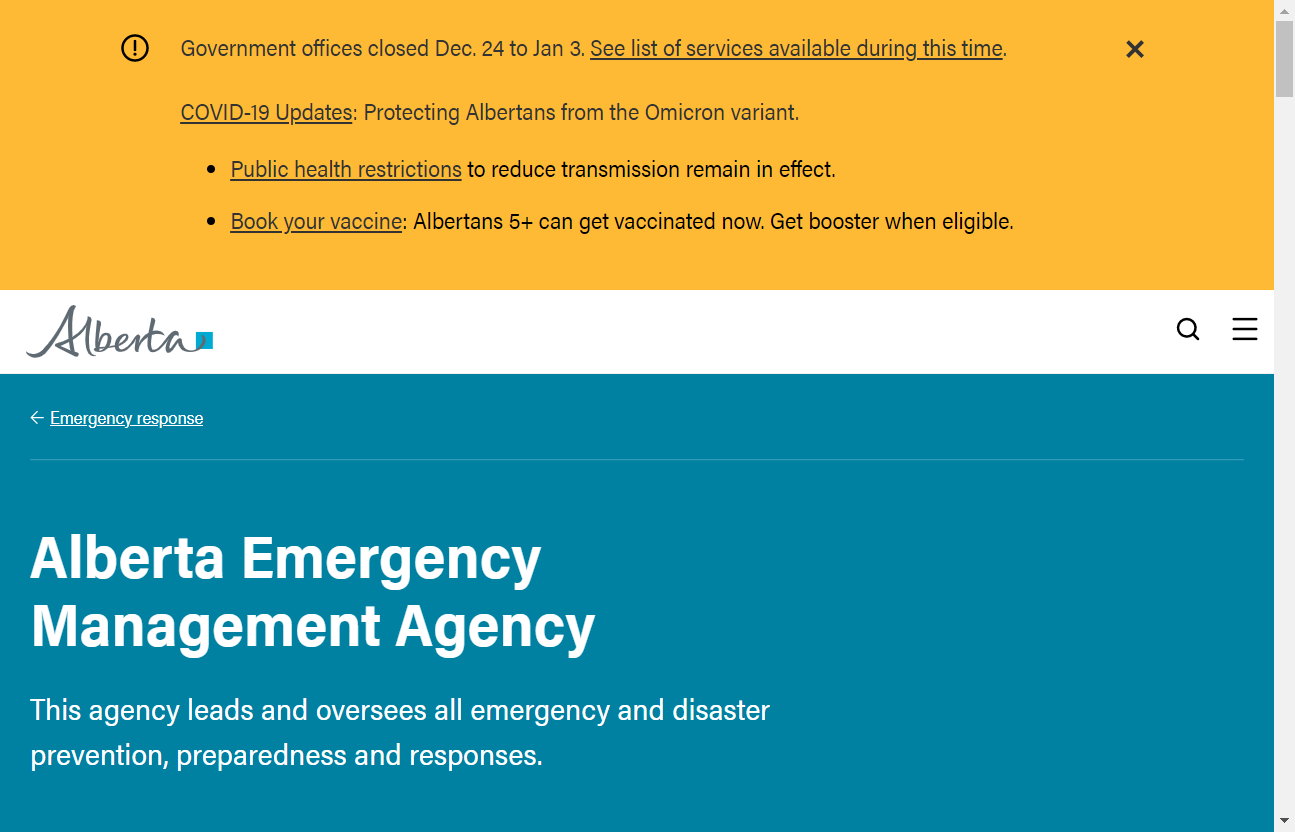 Government offices closed Dec. 24 to Jan 3. See list of services available during this time.
COVID-19 Updates: Protecting Albertans from the Omicron variant.
• Public health restrictions to reduce transmission remain in effect.
• Book your vaccine: Albertans 5+ can get vaccinated now. Get booster when eligible.
Alberta
← Emergency response
Alberta Emergency
Management Agency
This agency leads and oversees all emergency and disaster
prevention, preparedness and responses.